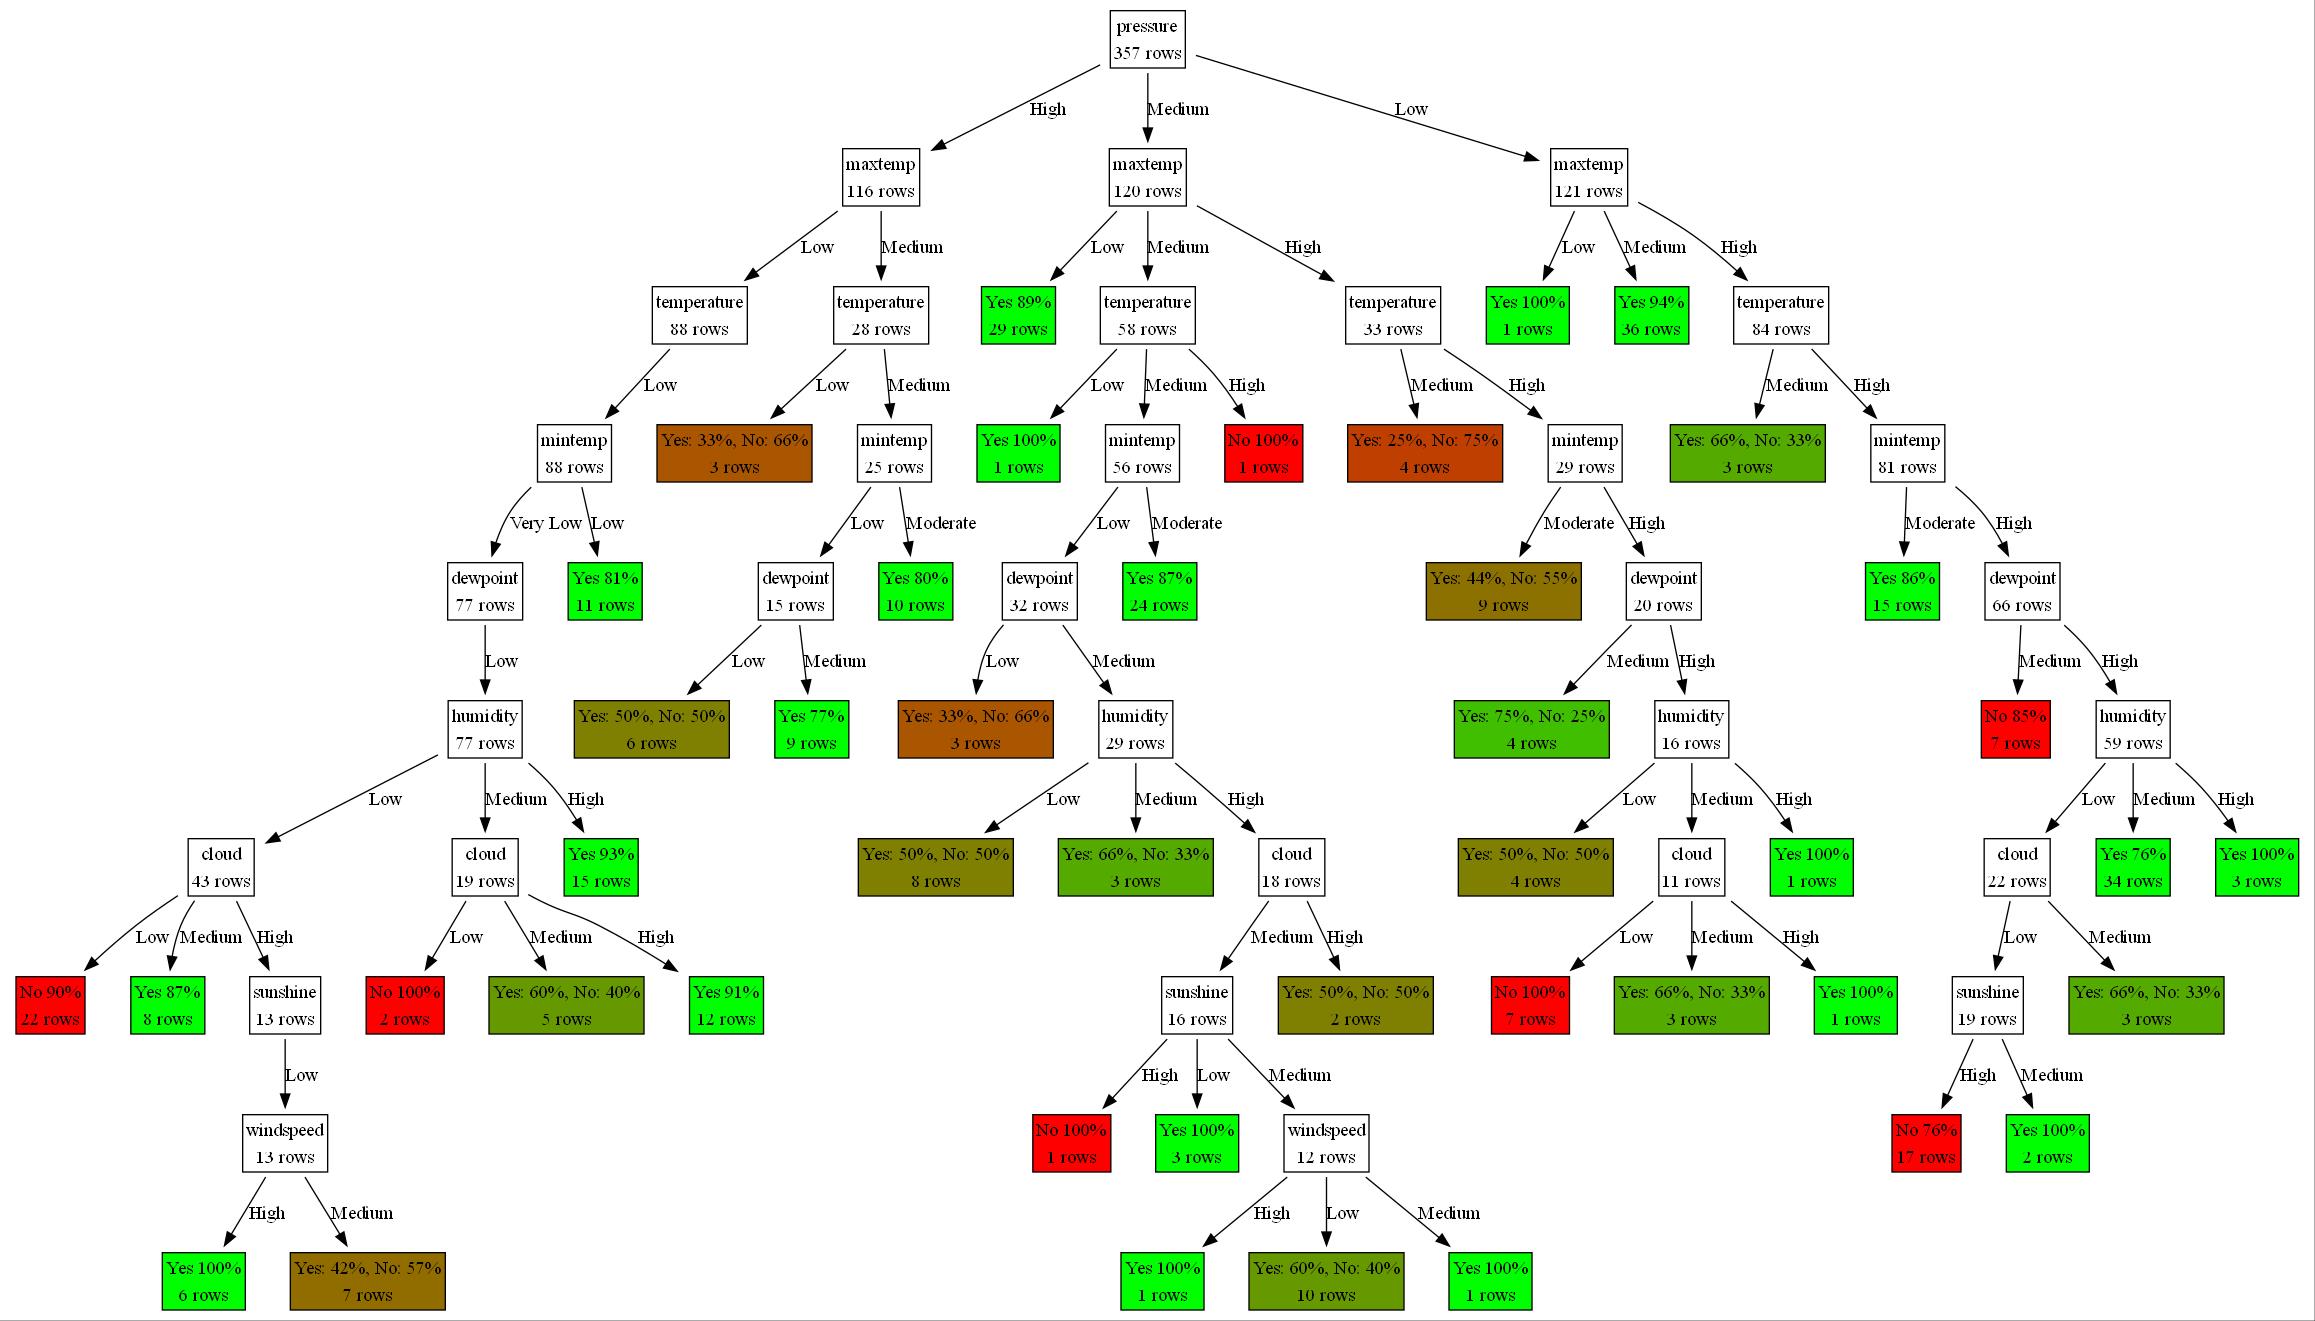 pressure
357 rows
High
Medium
Low
maxtemp
116 rows
maxtemp
120 rows
maxtemp
121 rows
Low
Medium
Low
Medium
High
Low
Medium
High
temperature
88 rows
temperature
28 rows
Yes 89%
29 rows
temperature
58 rows
temperature
33 rows
Yes 100%
1 rows
Yes 94%
36 rows
temperature
84 rows
Low
Low
Medium
Low
Medium
High
Medium
High
Medium
High
mintemp
88 rows
Yes: 33%, No: 66%
3 rows
mintemp
25 rows
Yes 100%
1 rows
mintemp
56 rows
No 100%
1 rows
Yes: 25%, No: 75%
4 rows
mintemp
29 rows
Yes: 66%, No: 33%
3 rows
mintemp
81 rows
Very Low
Low
Low
Moderate
Low
Moderate
Moderate
High
Moderate
High
dewpoint
77 rows
Yes 81%
11 rows
dewpoint
15 rows
Yes 80%
10 rows
dewpoint
32 rows
Yes 87%
24 rows
Yes: 44%, No: 55%
9 rows
dewpoint
20 rows
Yes 86%
15 rows
dewpoint
66 rows
Low
Low
Medium
Low
Medium
Medium
High
Medium
High
humidity
77 rows
Yes: 50%, No: 50%
6 rows
Yes 77%
9 rows
Yes: 33%, No: 66%
3 rows
humidity
29 rows
Yes: 75%, No: 25%
4 rows
humidity
16 rows
No 85%
7 rows
humidity
59 rows
Low
Medium
High
Low
Medium
High
Low
Medium
High
Low
Medium
High
cloud
43 rows
cloud
19 rows
Yes 93%
15 rows
Yes: 50%, No: 50%
8 rows
Yes: 66%, No: 33%
3 rows
cloud
18 rows
Yes: 50%, No: 50%
4 rows
cloud
11 rows
Yes 100%
1 rows
cloud
22 rows
Yes 76%
34 rows
Yes 100%
3 rows
Low
Medium
High
Low
Medium
High
Medium
High
Low
Medium
High
Low
Medium
No 90%
22 rows
Yes 87%
8 rows
sunshine
13 rows
No 100%
2 rows
Yes: 60%, No: 40%
5 rows
Yes 91%
12 rows
sunshine
16 rows
Yes: 50%, No: 50%
2 rows
No 100%
7 rows
Yes: 66%, No: 33%
3 rows
Yes 100%
1 rows
sunshine
19 rows
Yes: 66%, No: 33%
3 rows
Low
High
Low
Medium
High
Medium
windspeed
13 rows
No 100%
1 rows
Yes 100%
3 rows
windspeed
12 rows
No 76%
17 rows
Yes 100%
2 rows
High
Medium
High
Low
Medium
Yes 100%
6 rows
Yes: 42%, No: 57%
7 rows
Yes 100%
1 rows
Yes: 60%, No: 40%
10 rows
Yes 100%
1 rows